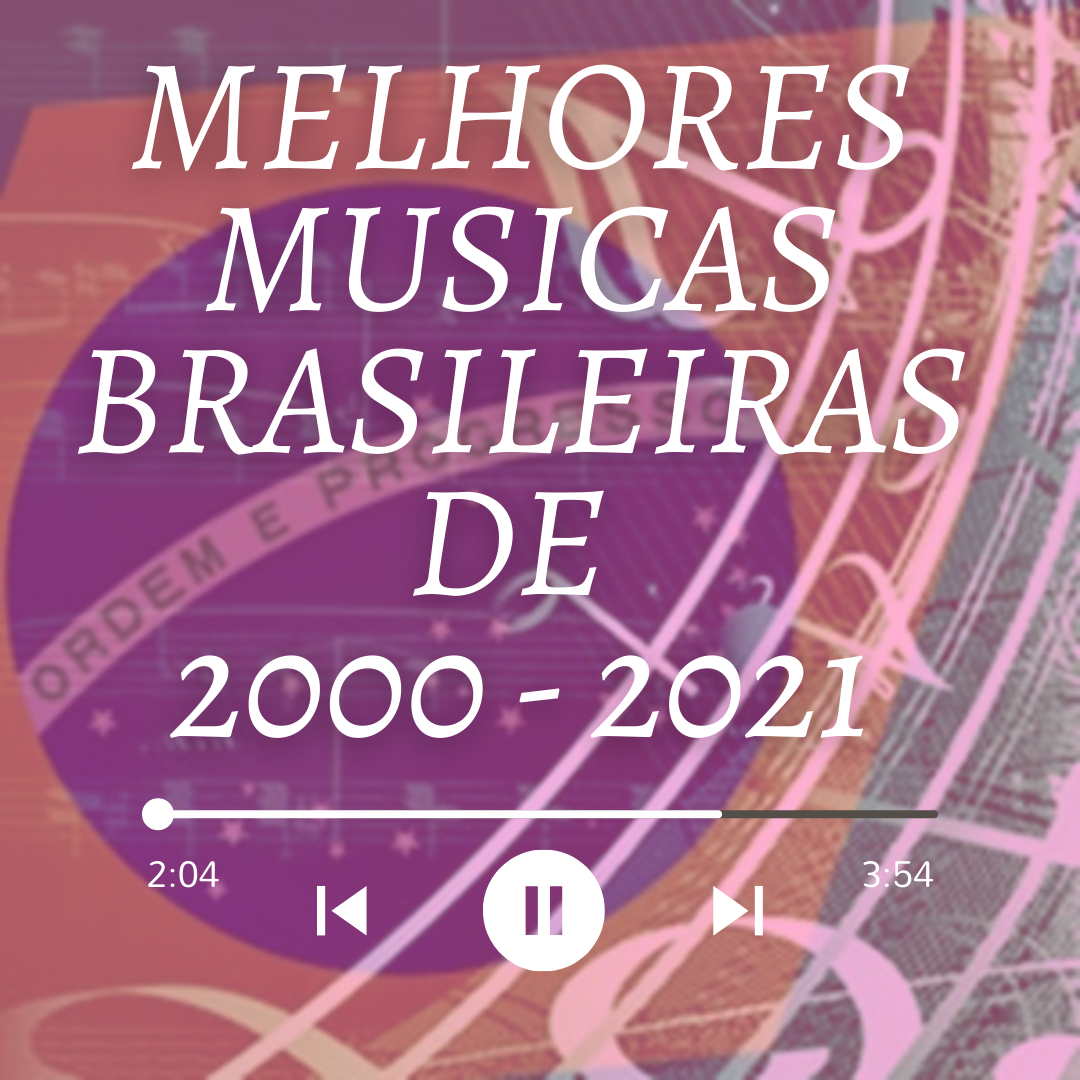 MELHORES
MUSICAS
BRASILEIRAS
DE
2000 - 2021
ORDEM E PROGRESSO
2:04
3:54